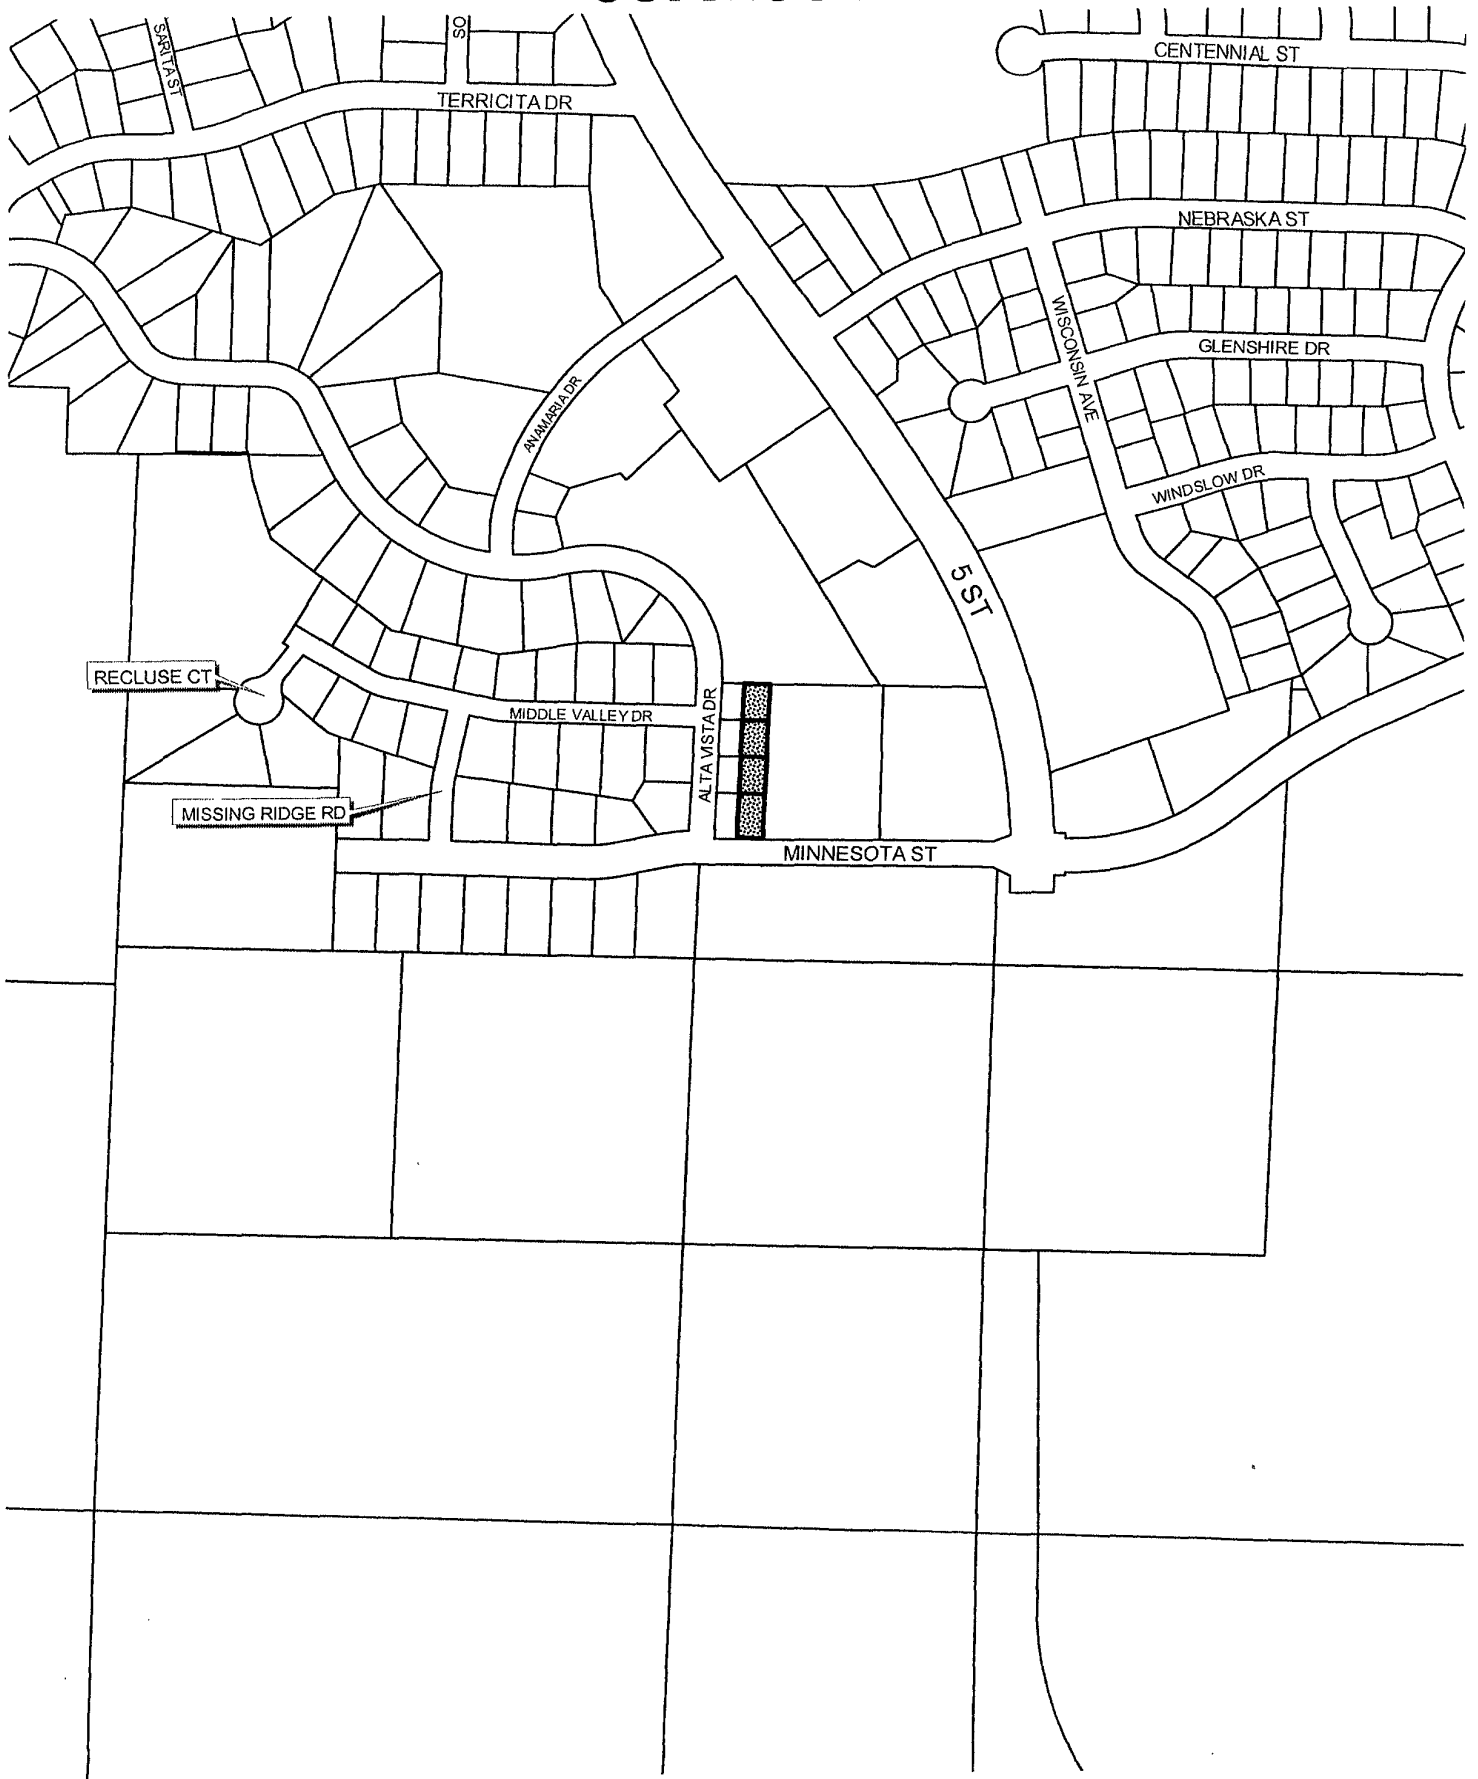 SARITA ST
SO
CENTENNIAL ST
TERRICITA DR
NEBRASKA ST
WISCONSIN AVE
GLENSHIRE DR
ANAMARIA DR
WINDSLOW DR
5 ST
RECLUSE CT
MIDDLE VALLEY DR
ALTA VISTA DR
MISSING RIDGE RD
MINNESOTA ST